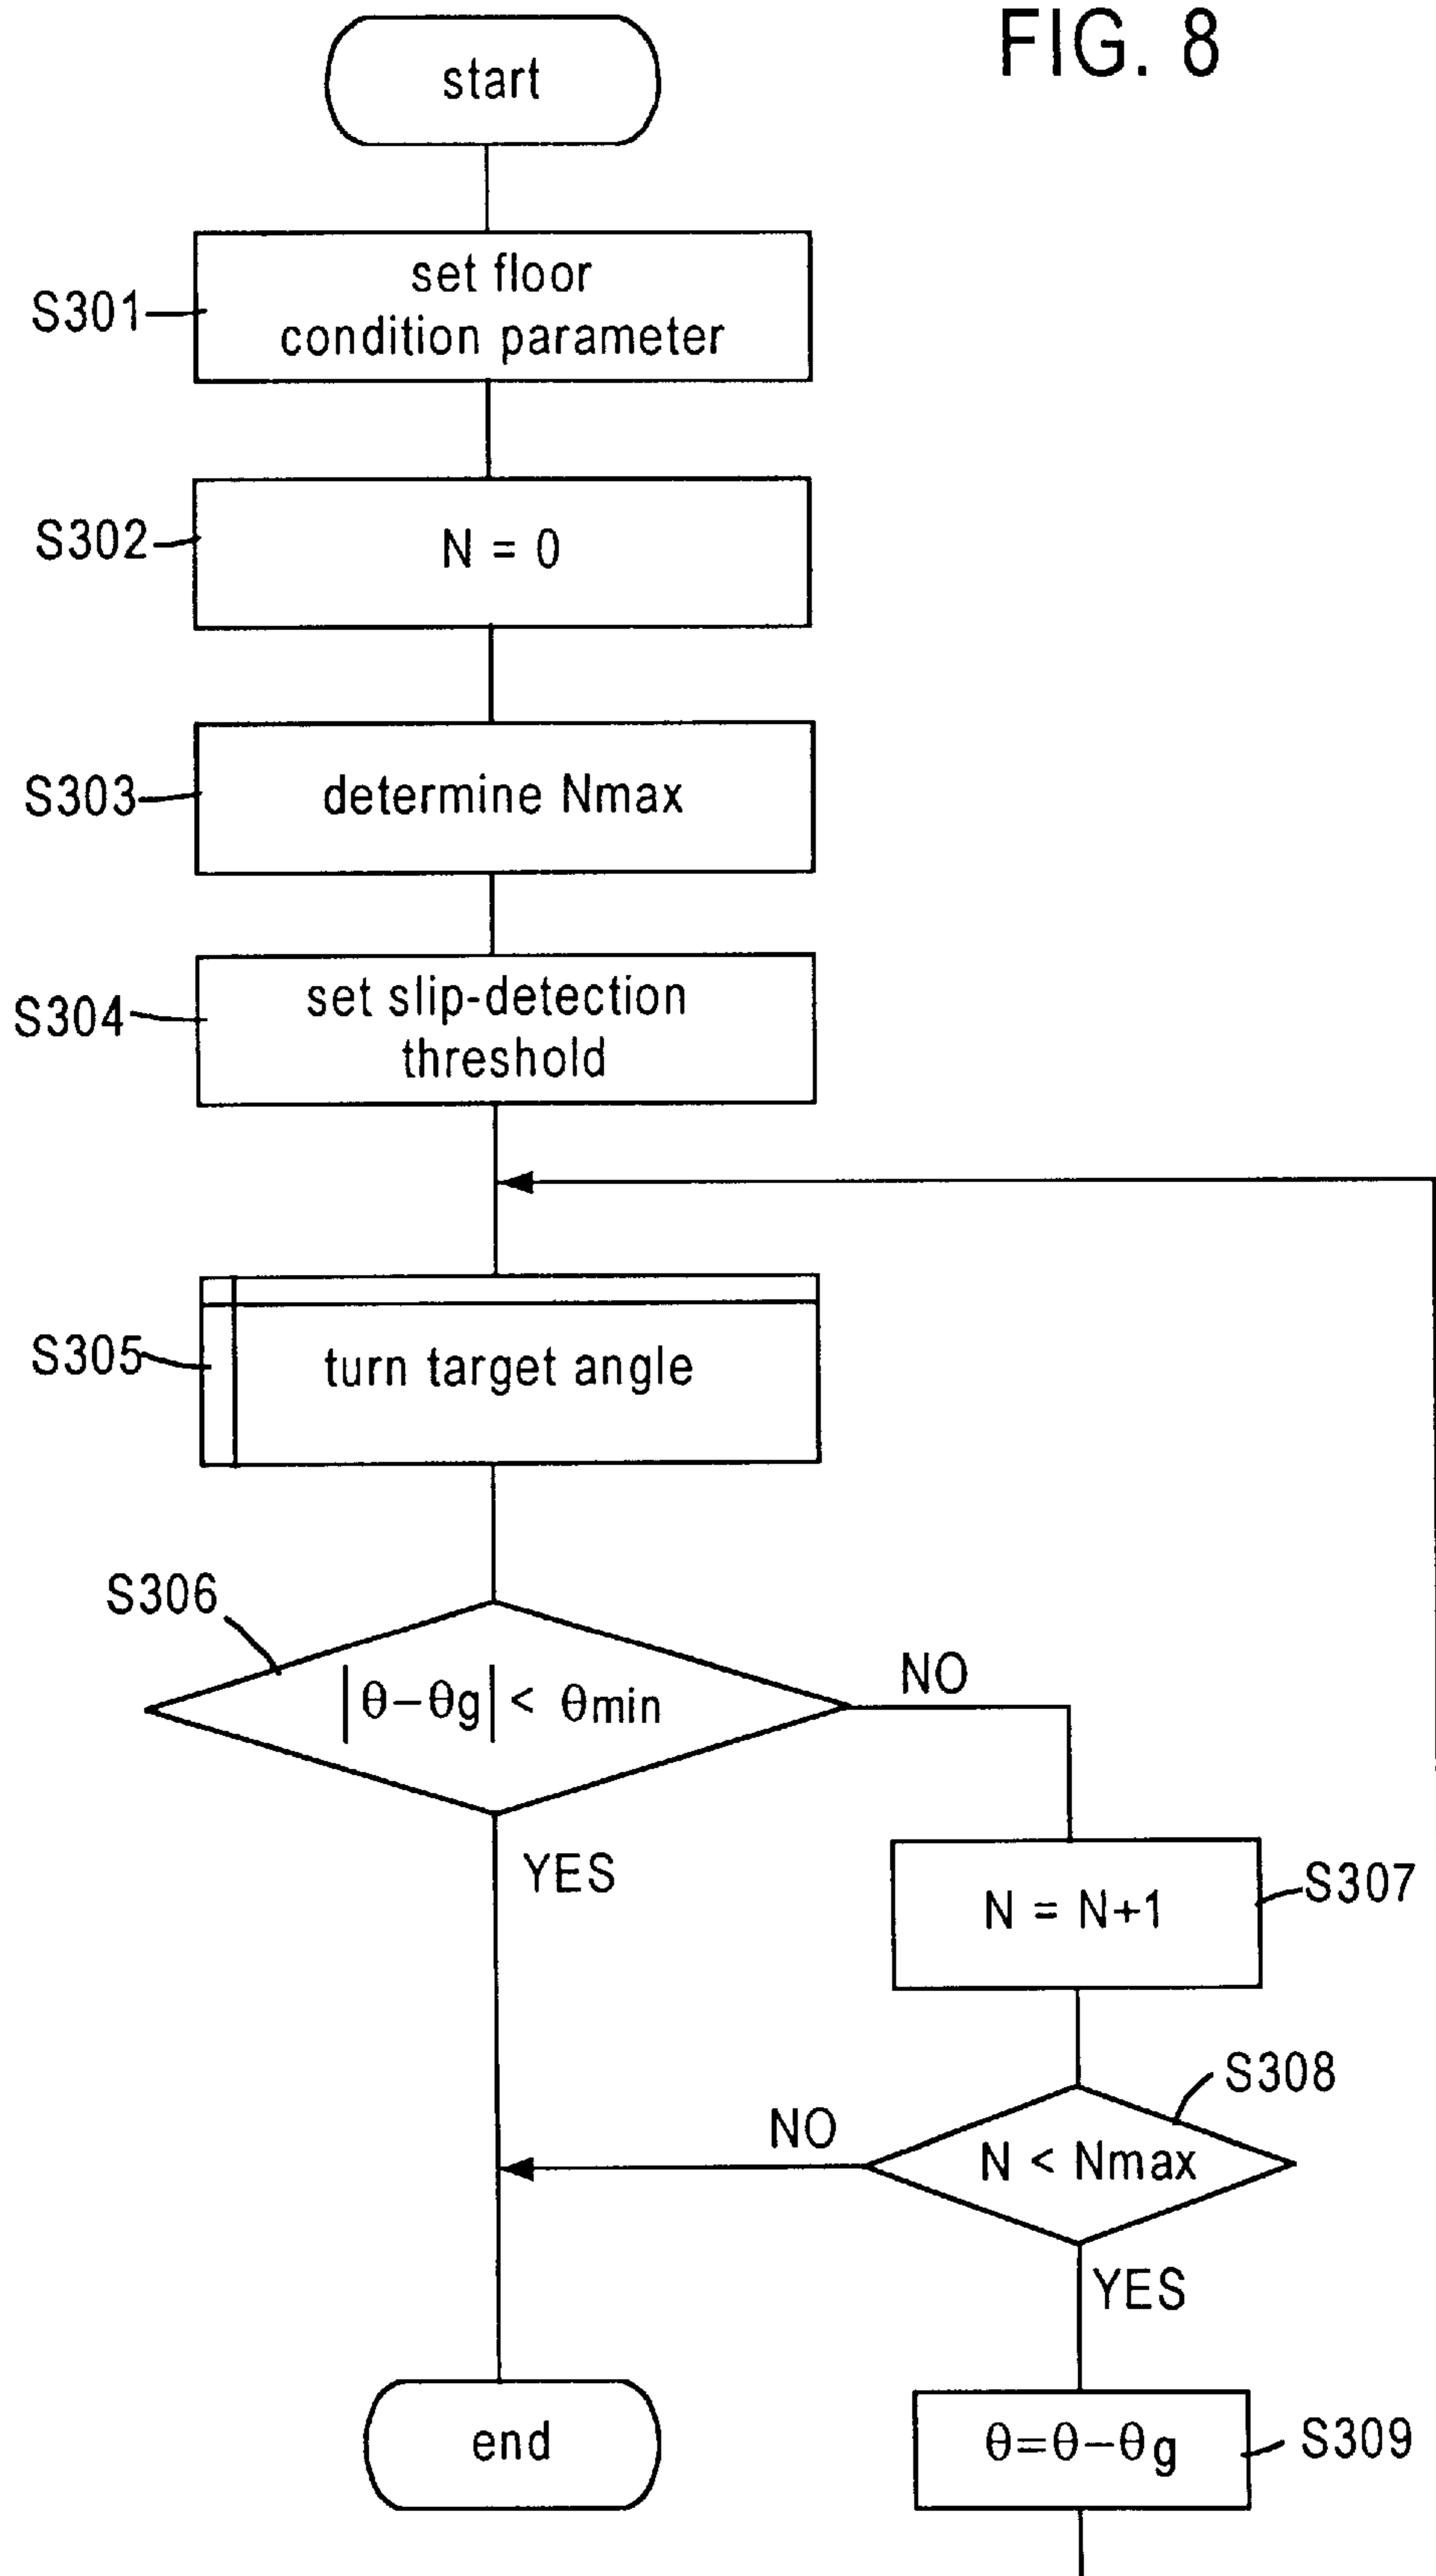 FIG. 8
start
S301
set floor
condition parameter
S302
N = 0
S303
determine Nmax
S304
set slip-detection
threshold
S305
turn target angle
S306
|θ−θg| < θmin
NO
YES
S307
N = N+1
S308
NO
N < Nmax
YES
end
θ=θ−θg
S309